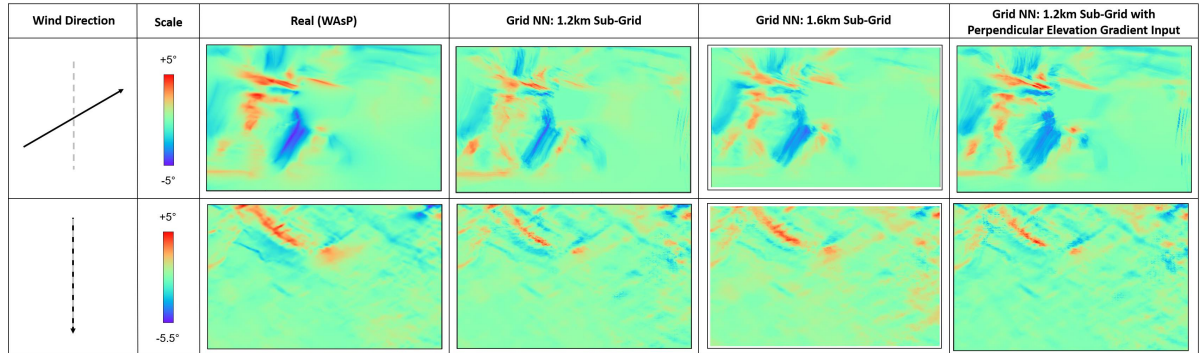 Wind Direction
Scale
Real (WAsP)
Grid NN: 1.2km Sub-Grid
Grid NN: 1.6km Sub-Grid
Grid NN: 1.2km Sub-Grid with
Perpendicular Elevation Gradient Input
+5°
-5°
+5°
-5.5°